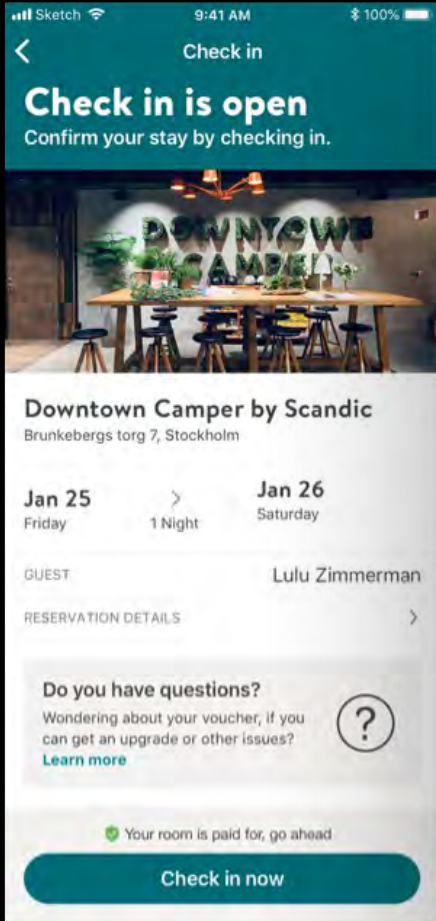 Sketch 9:41 AM 100%
Check in
Check in is open
Confirm your stay by checking in.
DOWNTOWN
CAMPER
Downtown Camper by Scandic
Brunkebergs torg 7, Stockholm
Jan 25 > Jan 26
Friday 1 Night Saturday
GUEST Lulu Zimmerman
RESERVATION DETAILS >
Do you have questions?
Wondering about your voucher, if you
can get an upgrade or other issues?
Learn more
?
Your room is paid for, go ahead
Check in now